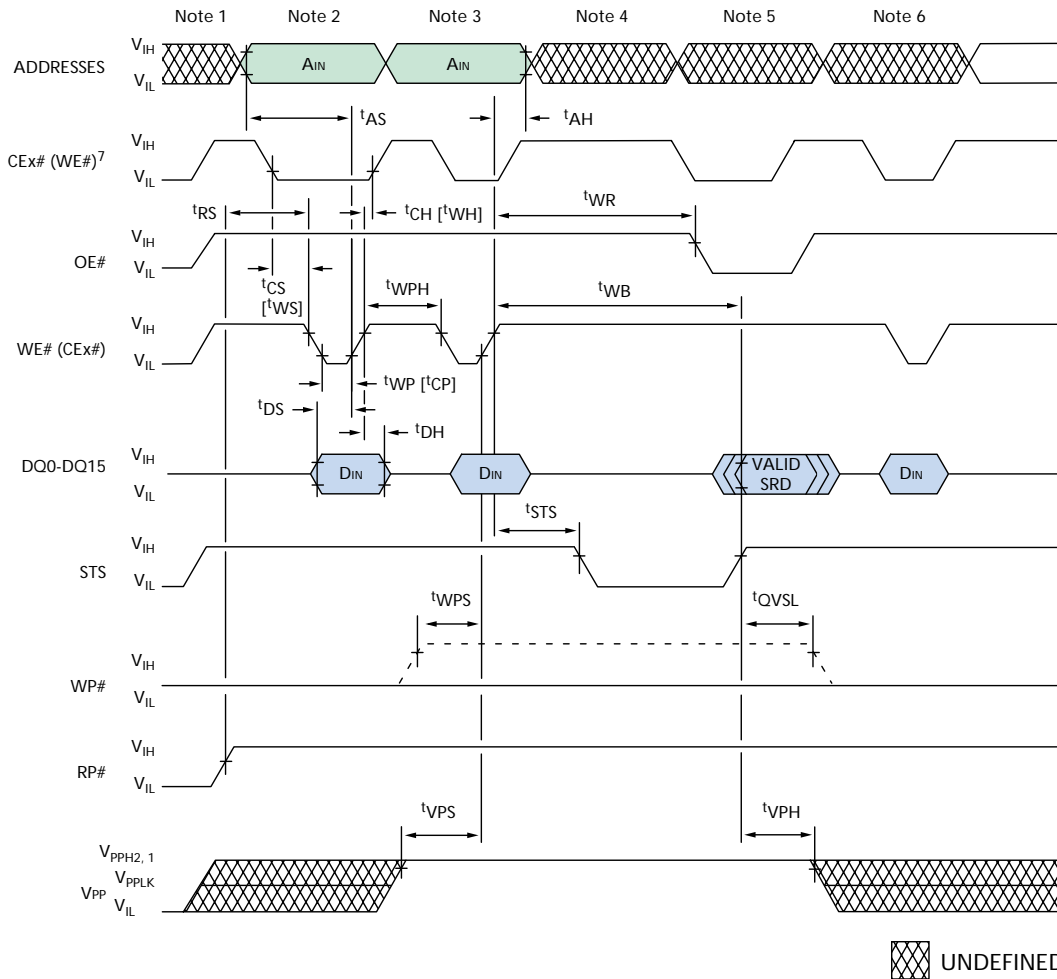 Note 1 Note 2 Note 3 Note 4 Note 5 Note 6
ADDRESSES VIH VIL AIN AIN
tAS tAH
CEx# (WE#)7 VIH VIL
tRS tCH [tWH] tWR
OE# VIH VIL
tCS [tWS] tWPH tWB
WE# (CEx#) VIH VIL
tWP [tCP]
tDS tDH
DQ0-DQ15 VIH VIL DIN DIN VALID SRD DIN
tSTS
STS VIH VIL
tWPS tQVSL
WP# VIH VIL
RP# VIH VIL
tVPS tVPH
VPP VPPH2, 1 VPPLK VIL
UNDEFINED